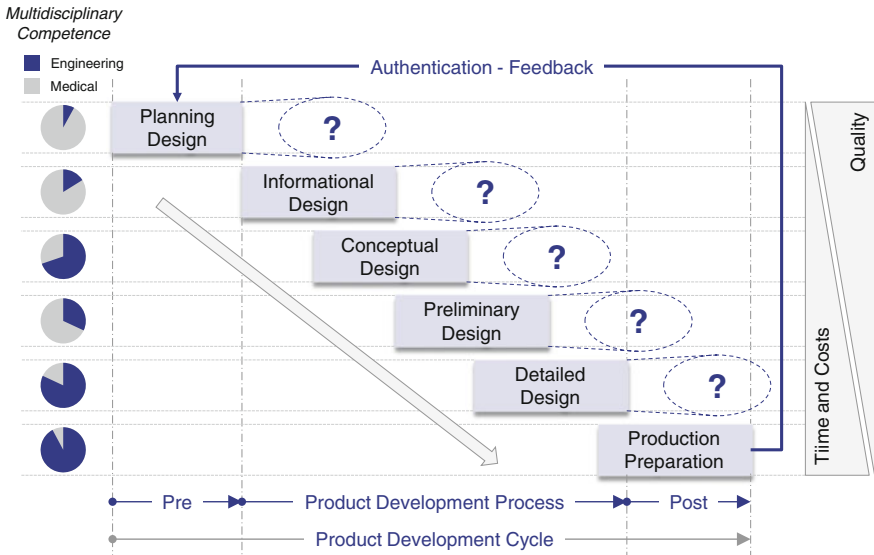 Multidisciplinary
Competence
Engineering
Medical
Authentication - Feedback
Planning
Design
?
Informational
Design
?
Conceptual
Design
?
Preliminary
Design
?
Detailed
Design
?
Production
Preparation
Quality
Tiime and Costs
Pre
Product Development Process
Post
Product Development Cycle